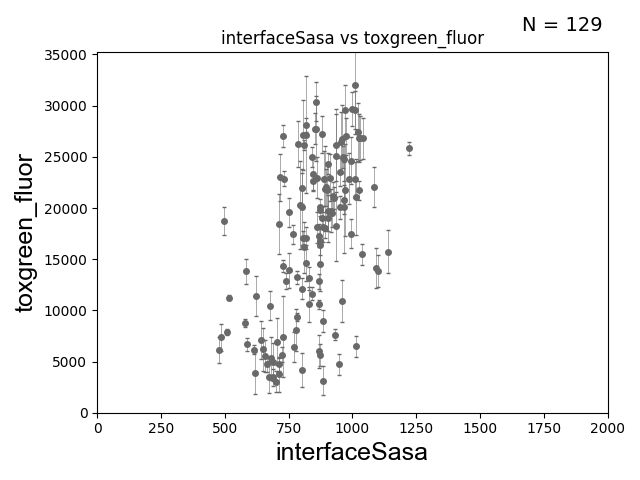 N = 129
interfaceSasa vs toxgreen_fluor
toxgreen_fluor
35000
30000
25000
20000
15000
10000
5000
0
0 250 500 750 1000 1250 1500 1750 2000
interfaceSasa